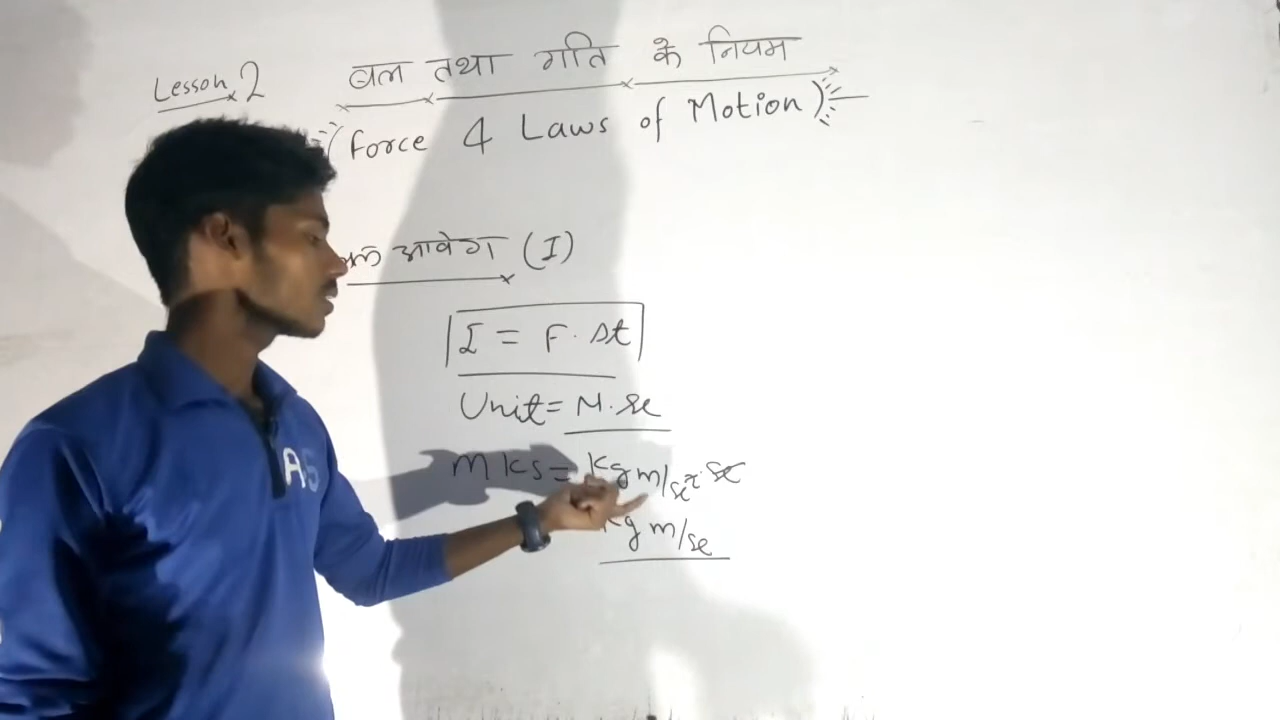 Lesson 2
बल तथा गति के नियम
(Force 4 Laws of Motion)
आवेग (I)
I = F. Δt
Unit = N. se
MKS = Kg m/se². se
Kg m/se
AS